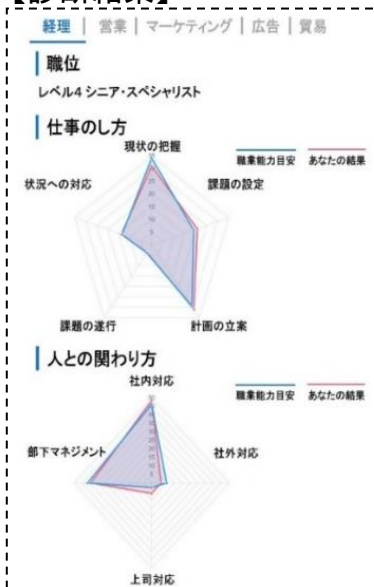 経理 | 営業 | マーケティング | 広告 | 貿易
職位
レベル4 シニア・スペシャリスト
仕事のし方
現状の把握
職業能力目安 あなたの結果
状況への対応
課題の設定
課題の遂行
計画の立案
人との関わり方
社内対応
職業能力目安 あなたの結果
部下マネジメント
社外対応
上司対応